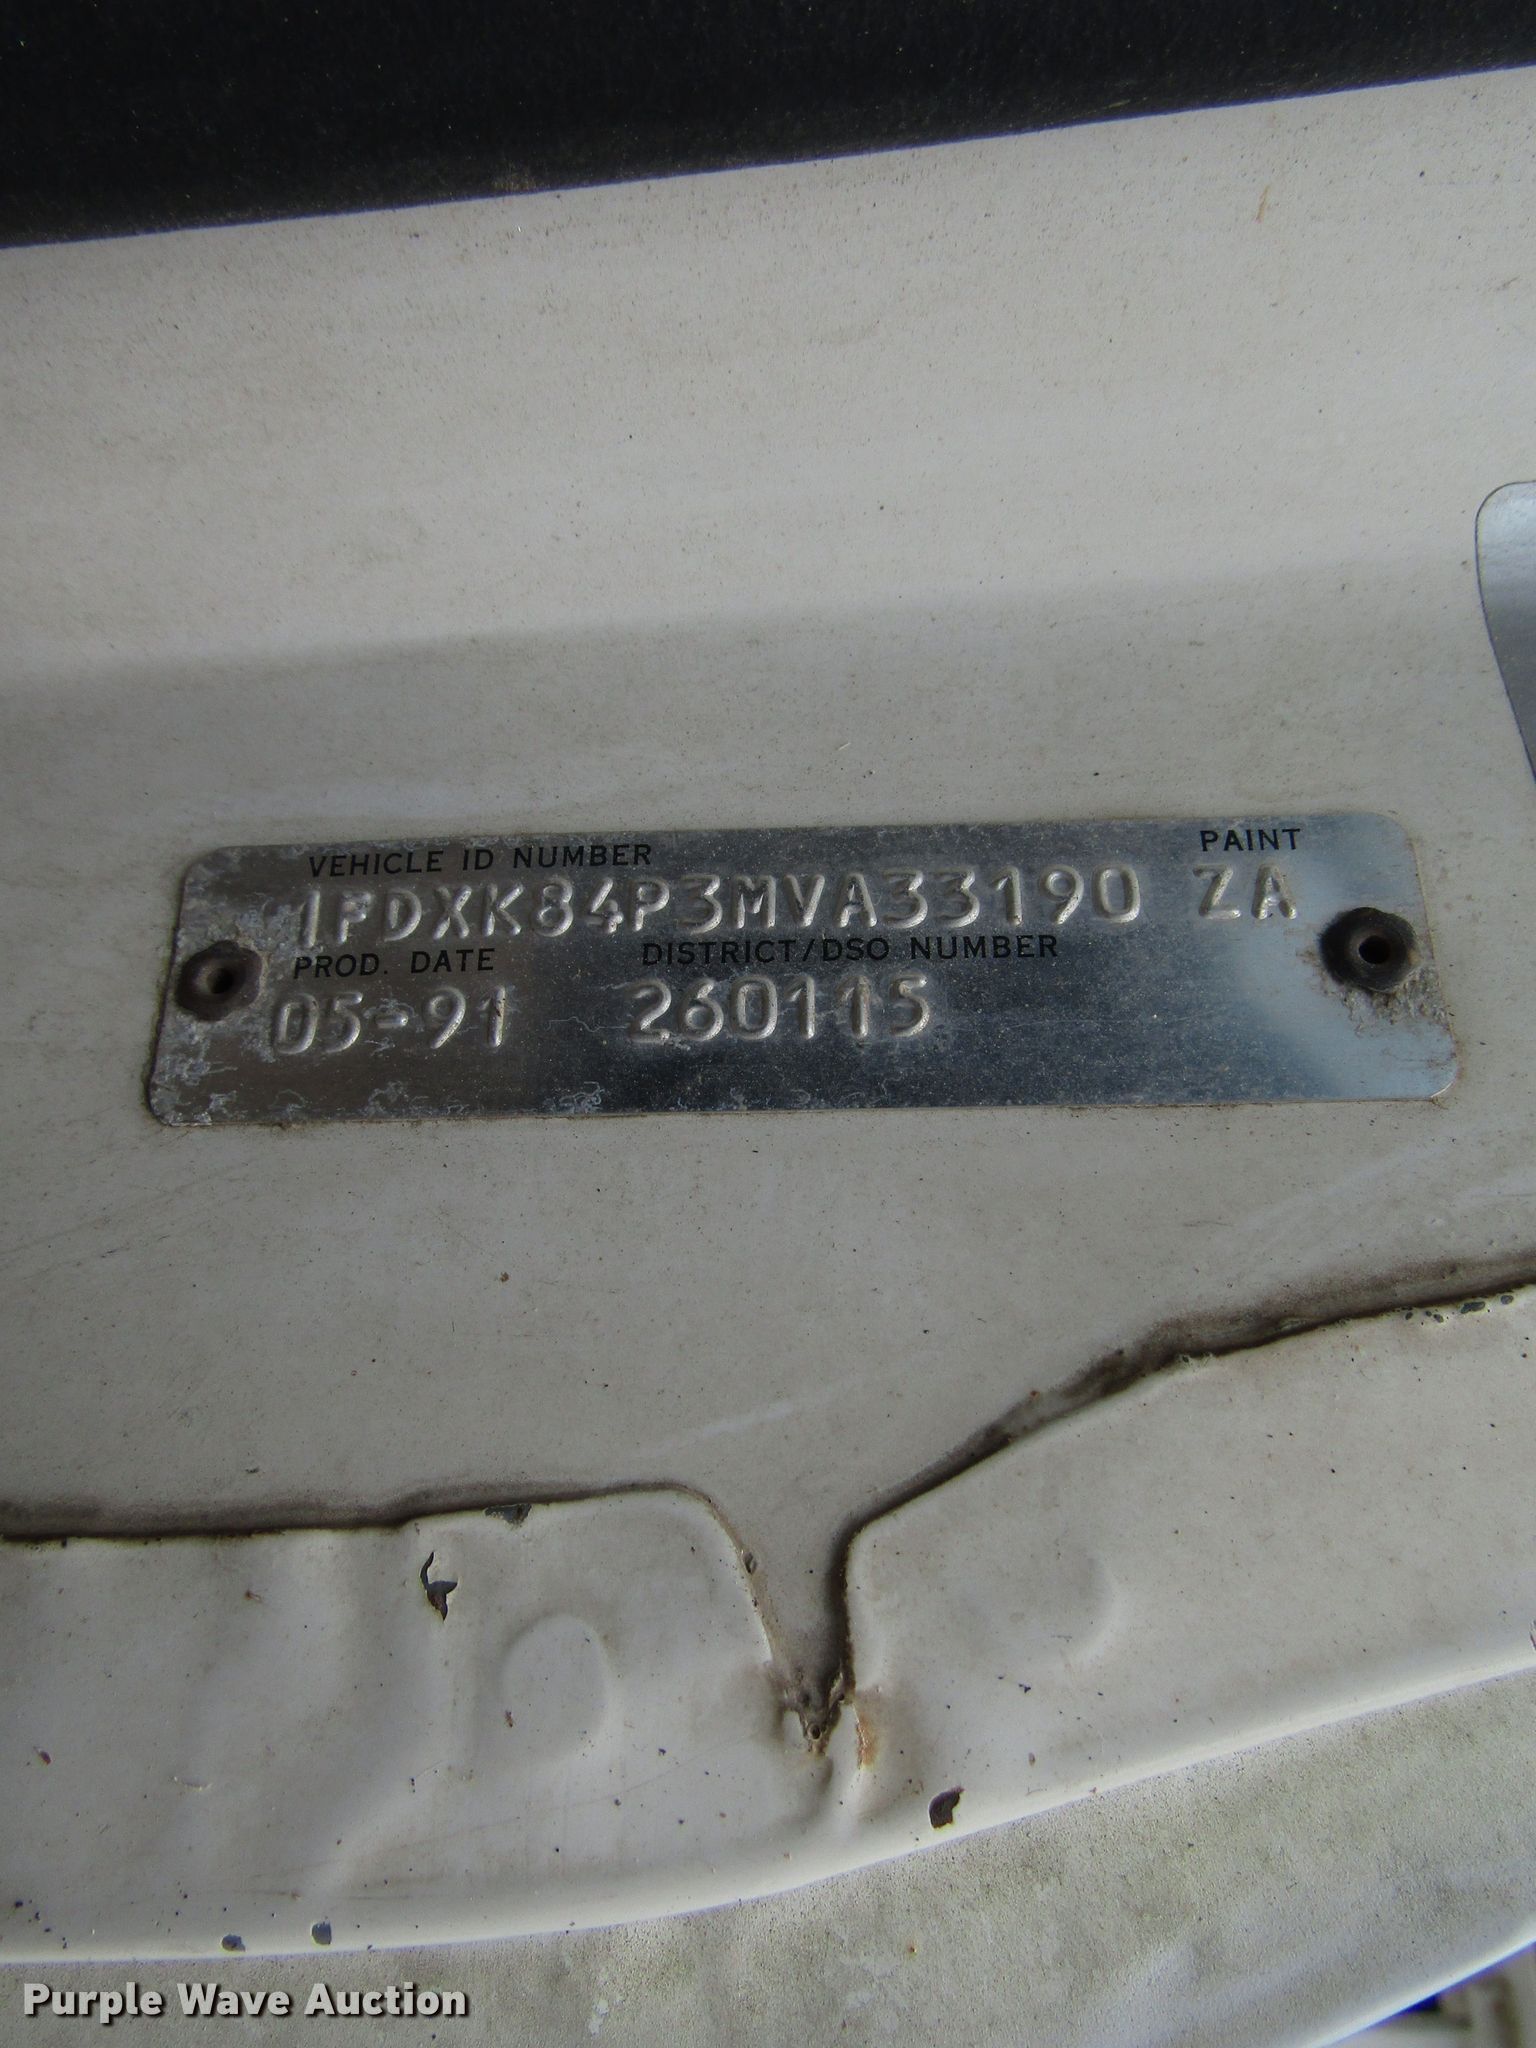 VEHICLE ID NUMBER PAINT
1FDXK84P3MVA33190 ZA
PROD. DATE DISTRICT/DSO NUMBER
05-91 260115
Purple Wave Auction